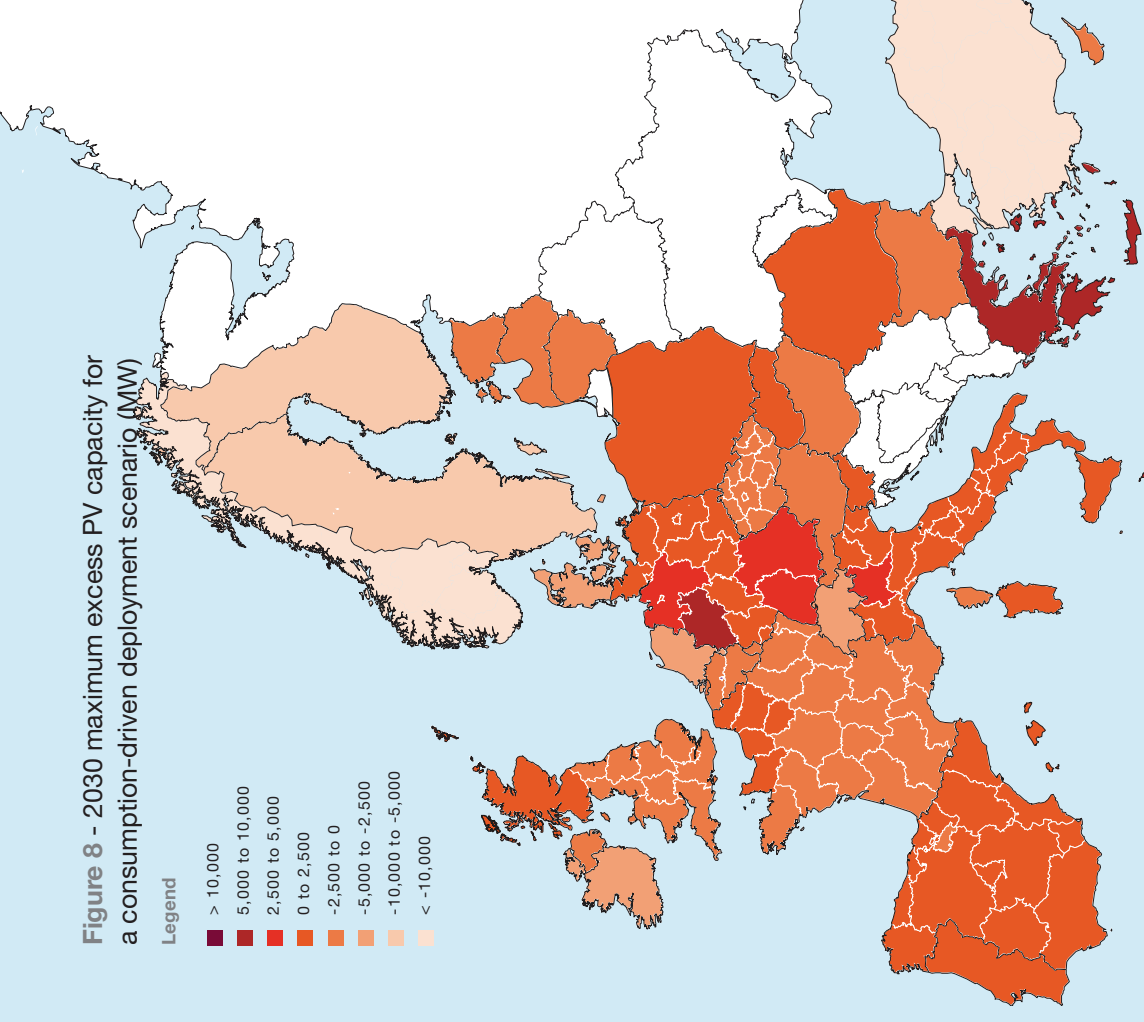 Figure 8 - 2030 maximum excess PV capacity for
a consumption-driven deployment scenario (MW)
Legend
> 10,000
5,000 to 10,000
2,500 to 5,000
0 to 2,500
-2,500 to 0
-5,000 to -2,500
-10,000 to -5,000
< -10,000